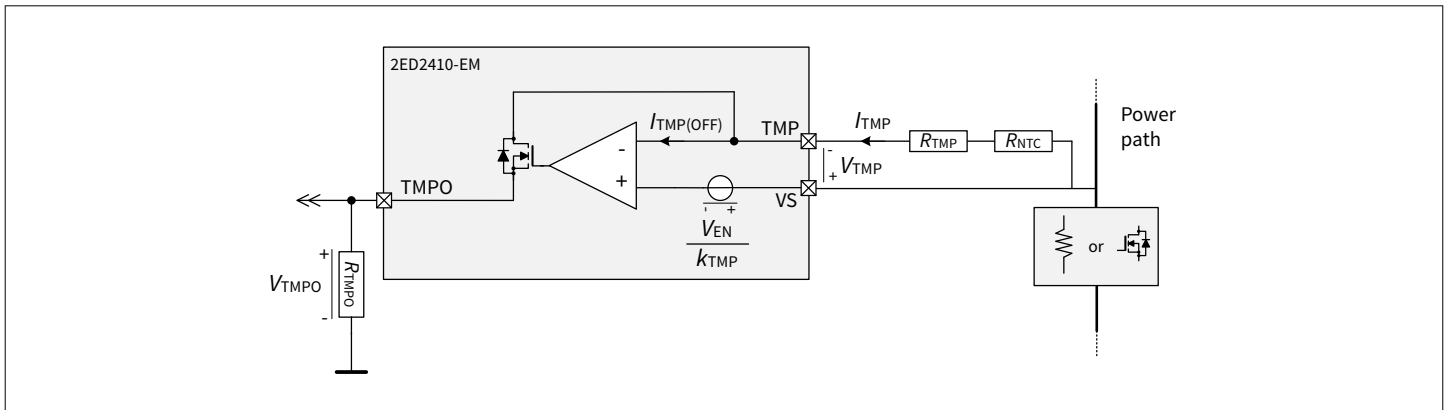 2ED2410-EM
Power
path
ITMP(OFF)
TMP
ITMP
RTMP
RNTC
-
+
VTMP
-
+
TMPO
VS
- +
VEN
kTMP
or
+
VTMPO
RTMPO
-